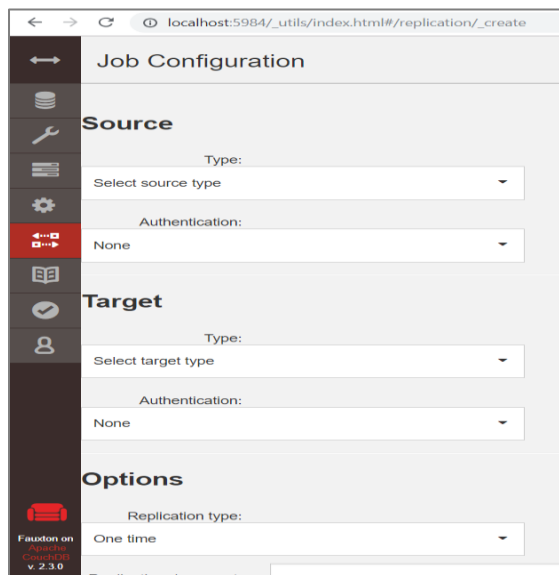 localhost:5984/_utils/index.html#/replication/_create
Job Configuration
Source
Type:
Select source type
Authentication:
None
Target
Type:
Select target type
Authentication:
None
Options
Replication type:
One time
Fauxton on
Apache
CouchDB
v. 2.3.0